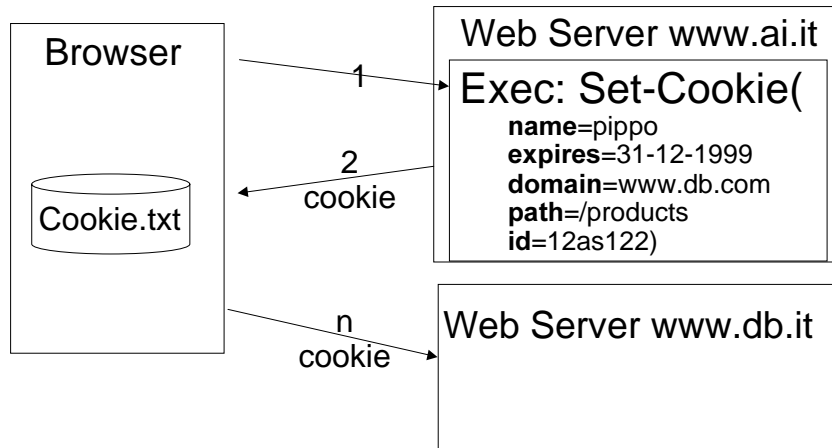 Browser
Cookie.txt
1
2
cookie
n
cookie
Web Server www.ai.it
Exec: Set-Cookie(
name=pippo
expires=31-12-1999
domain=www.db.com
path=/products
id=12as122)
Web Server www.db.it